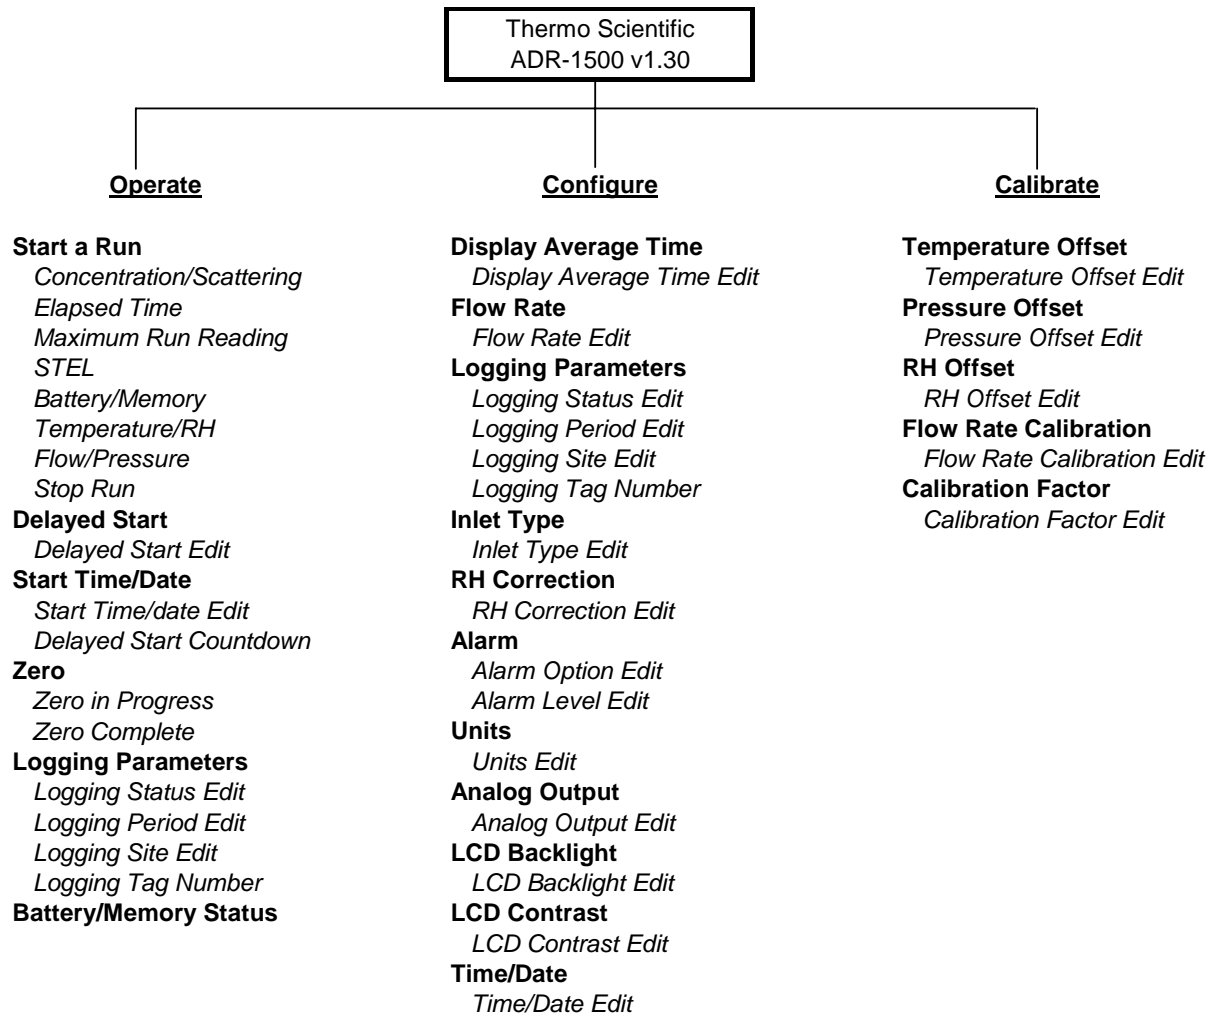 Thermo Scientific
ADR-1500 v1.30
Operate
Start a Run
Concentration/Scattering
Elapsed Time
Maximum Run Reading
STEL
Battery/Memory
Temperature/RH
Flow/Pressure
Stop Run
Delayed Start
Delayed Start Edit
Start Time/Date
Start Time/date Edit
Delayed Start Countdown
Zero
Zero in Progress
Zero Complete
Logging Parameters
Logging Status Edit
Logging Period Edit
Logging Site Edit
Logging Tag Number
Battery/Memory Status
Configure
Display Average Time
Display Average Time Edit
Flow Rate
Flow Rate Edit
Logging Parameters
Logging Status Edit
Logging Period Edit
Logging Site Edit
Logging Tag Number
Inlet Type
Inlet Type Edit
RH Correction
RH Correction Edit
Alarm
Alarm Option Edit
Alarm Level Edit
Units
Units Edit
Analog Output
Analog Output Edit
LCD Backlight
LCD Backlight Edit
LCD Contrast
LCD Contrast Edit
Time/Date
Time/Date Edit
Calibrate
Temperature Offset
Temperature Offset Edit
Pressure Offset
Pressure Offset Edit
RH Offset
RH Offset Edit
Flow Rate Calibration
Flow Rate Calibration Edit
Calibration Factor
Calibration Factor Edit